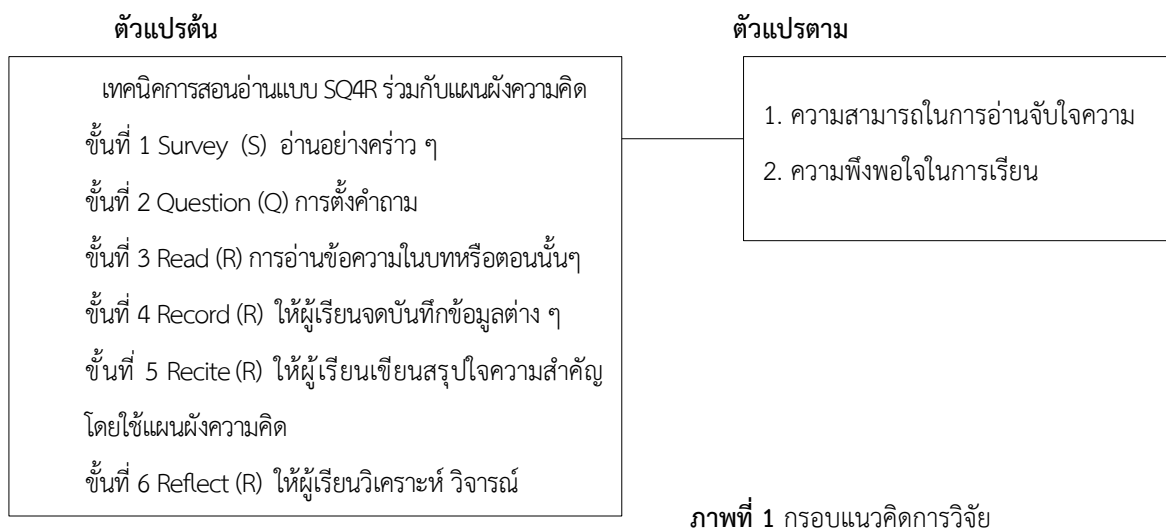 ตัวแปรต้น
เทคนิคการสอนอ่านแบบ SQ4R ร่วมกับแผนผังความคิด
ขั้นที่ 1 Survey (S) อ่านอย่างคร่าว ๆ
ขั้นที่ 2 Question (Q) การตั้งคำถาม
ขั้นที่ 3 Read (R) การอ่านข้อความในบทหรือตอนนั้นๆ
ขั้นที่ 4 Record (R) ให้ผู้เรียนจดบันทึกข้อมูลต่าง ๆ
ขั้นที่ 5 Recite (R) ให้ผู้เรียนเขียนสรุปใจความสำคัญ
โดยใช้แผนผังความคิด
ขั้นที่ 6 Reflect (R) ให้ผู้เรียนวิเคราะห์ วิจารณ์
ตัวแปรตาม
1. ความสามารถในการอ่านจับใจความ
2. ความพึงพอใจในการเรียน
ภาพที่ 1 กรอบแนวคิดการวิจัย